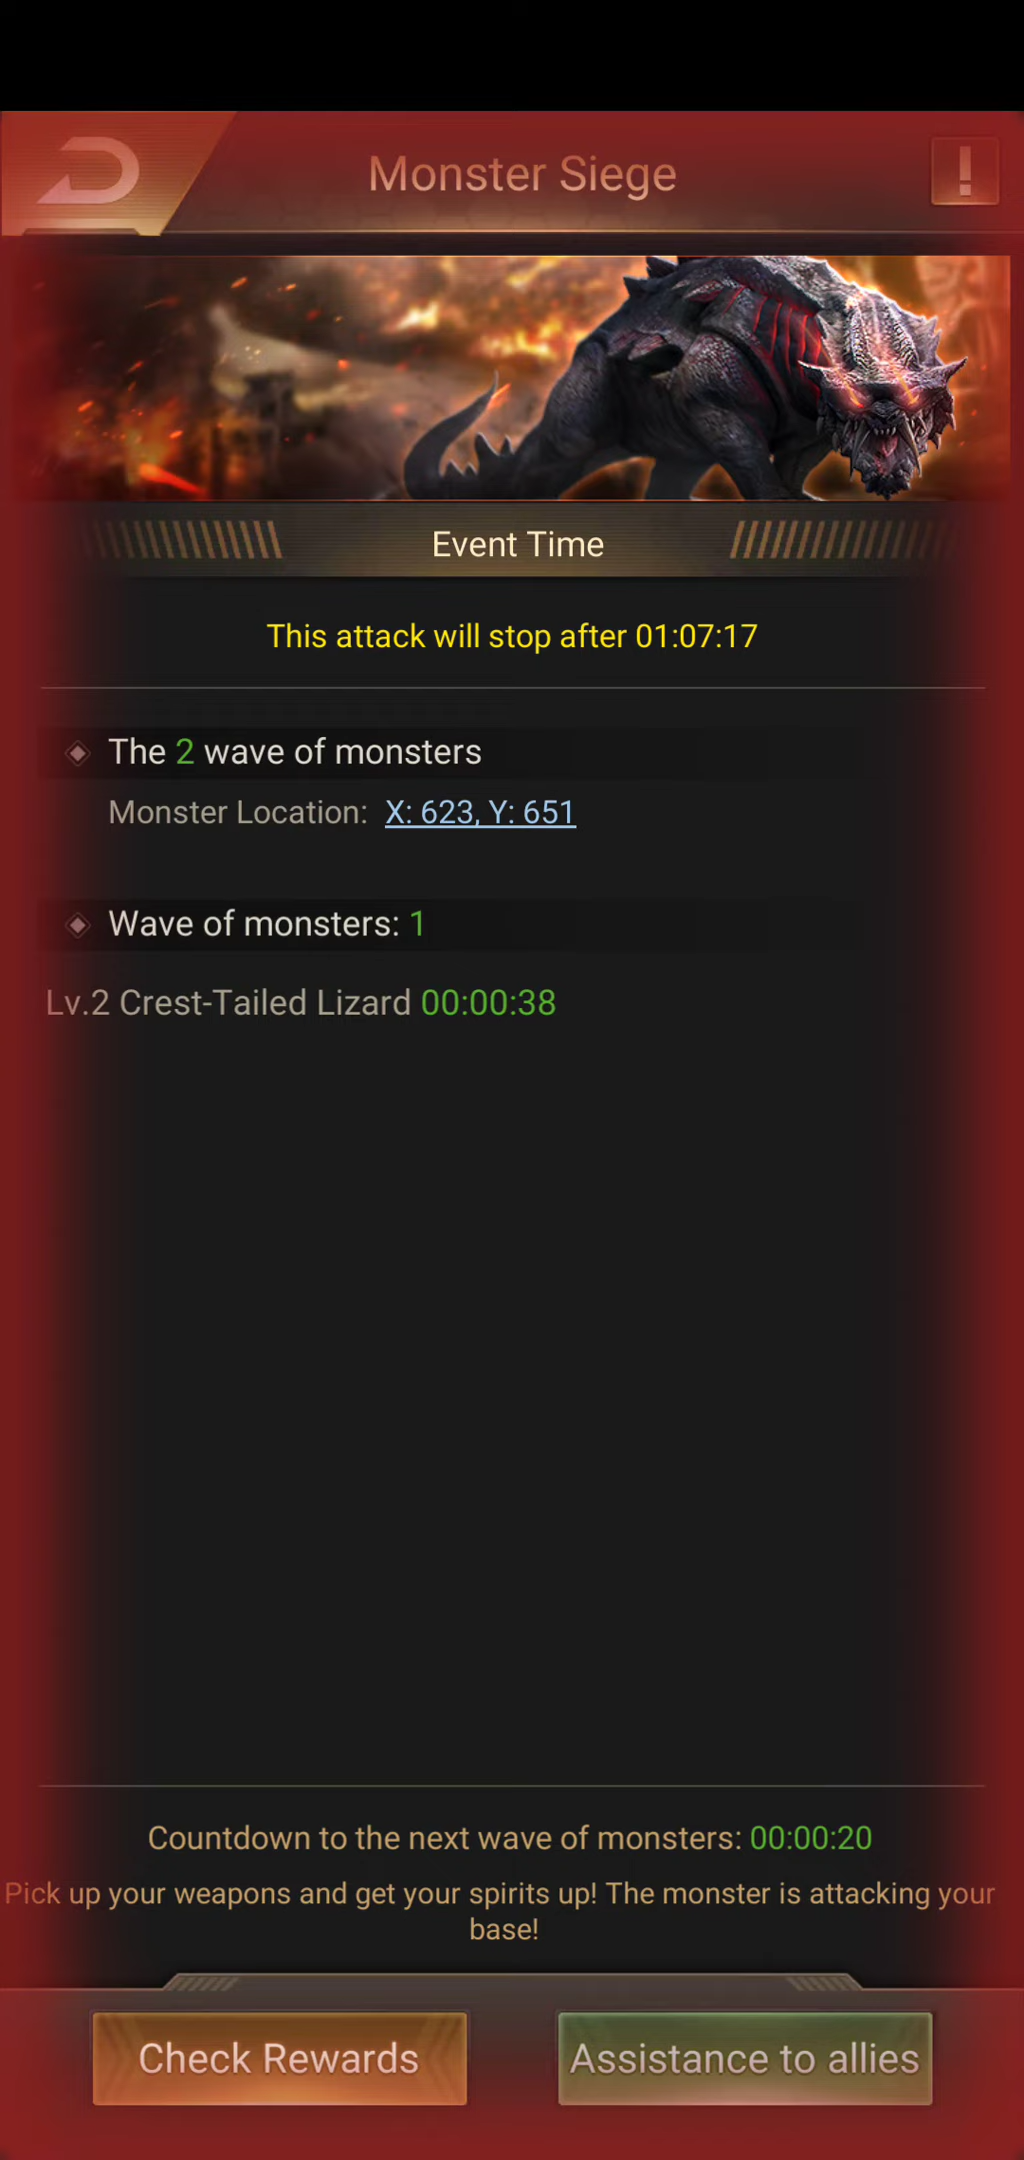 Monster Siege
Event Time
This attack will stop after 01:07:17
The 2 wave of monsters
Monster Location: X: 623, Y: 651
Wave of monsters: 1
Lv.2 Crest-Tailed Lizard 00:00:38
Countdown to the next wave of monsters: 00:00:20
Pick up your weapons and get your spirits up! The monster is attacking your
base!
Check Rewards
Assistance to allies